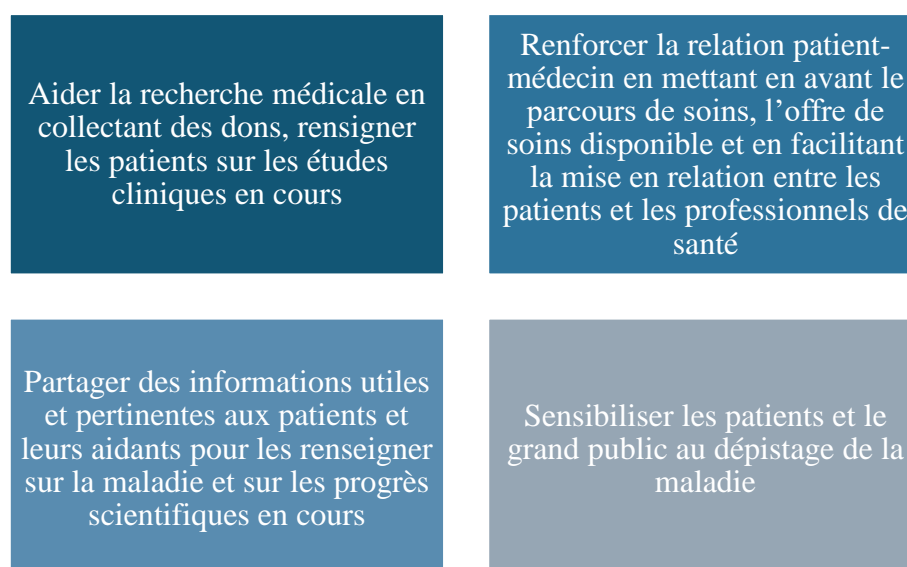 Aider la recherche médicale en
collectant des dons, rensigner
les patients sur les études
cliniques en cours
Renforcer la relation patient-
médecin en mettant en avant le
parcours de soins, l’offre de
soins disponible et en facilitant
la mise en relation entre les
patients et les professionnels de
santé
Partager des informations utiles
et pertinentes aux patients et
leurs aidants pour les renseigner
sur la maladie et sur les progrès
scientifiques en cours
Sensibiliser les patients et le
grand public au dépistage de la
maladie